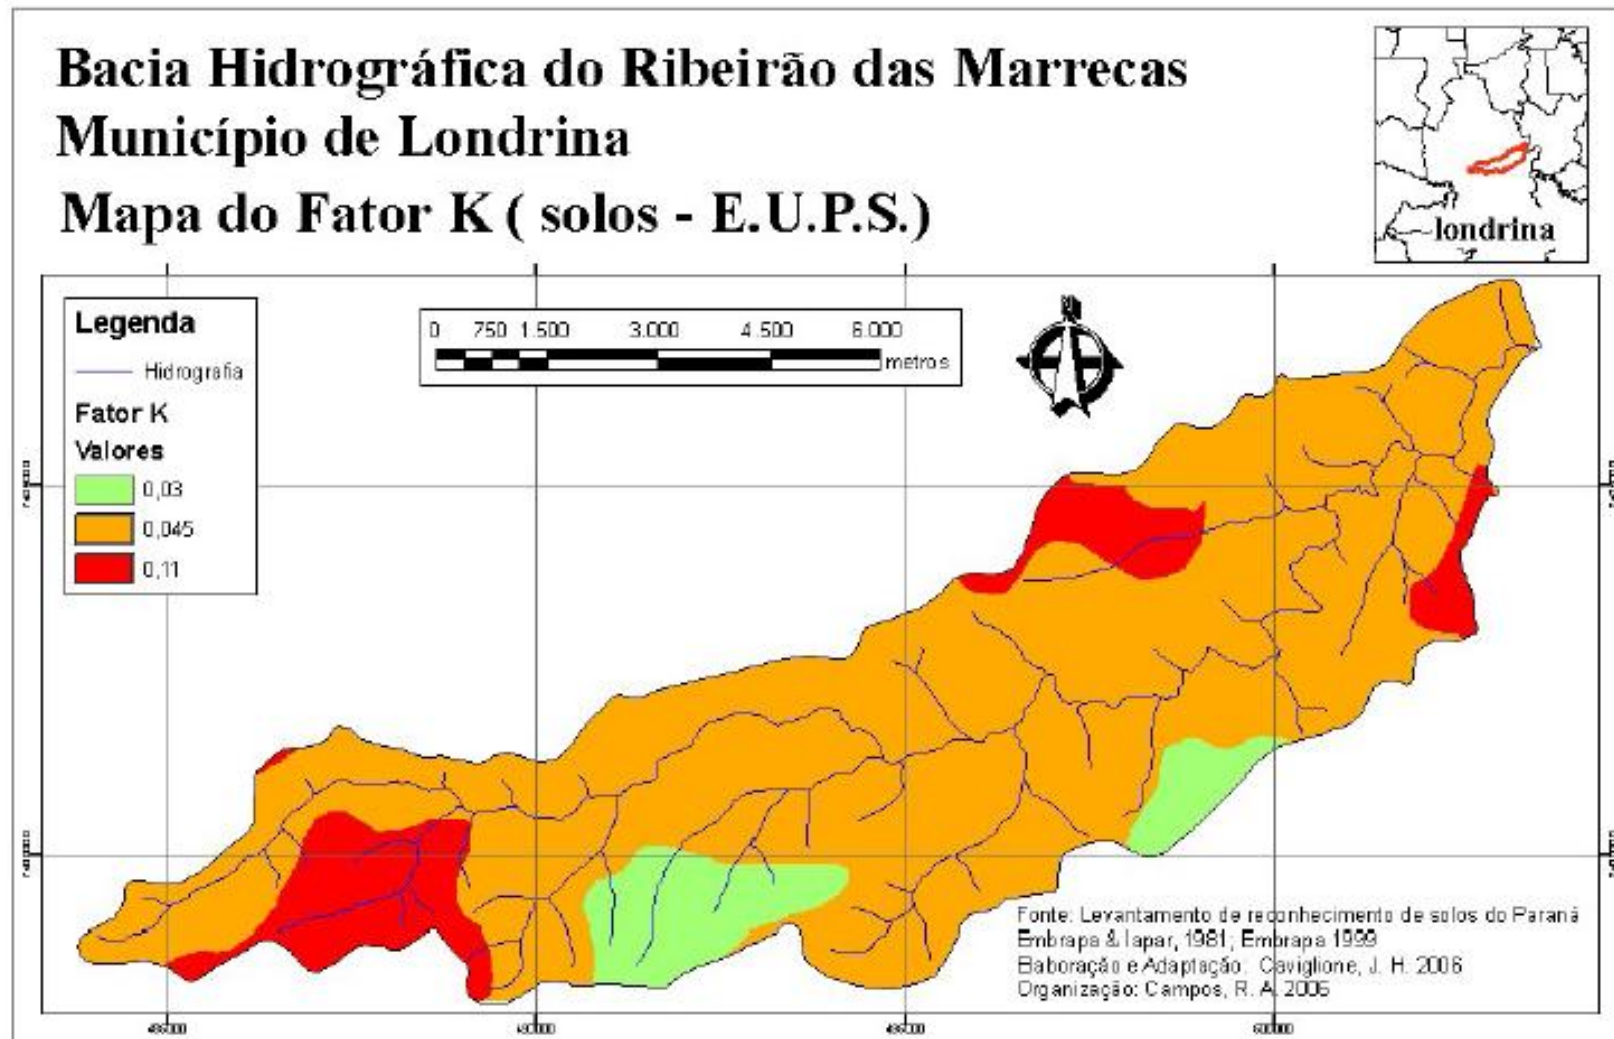 Bacia Hidrográfica do Ribeirão das Marrecas
Município de Londrina
Mapa do Fator K ( solos - E.U.P.S.)
londrina
Legenda
Hidrografia
Fator K
Valores
0,03
0,045
0,11
0 750 1.500 3.000 4.500 6.000
metros
N
Fonte: Levantamento de reconhecimento de solos do Paraná
Embrapa & Iapar, 1981; Embrapa 1999
Elaboração e Adaptação: Caviglione, J. H. 2006
Organização: Campos, R. A. 2006